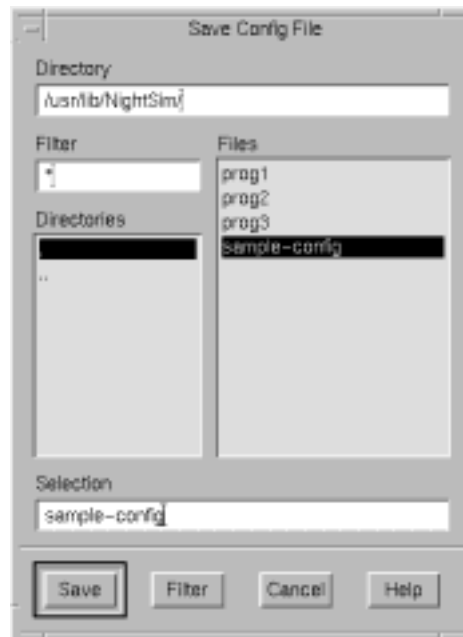 Save Config File
Directory
/usr/lib/NightSim/
Filter
Files
*
prog1
prog2
prog3
sample-config
Directories
.
..
Selection
sample-config
Save Filter Cancel Help